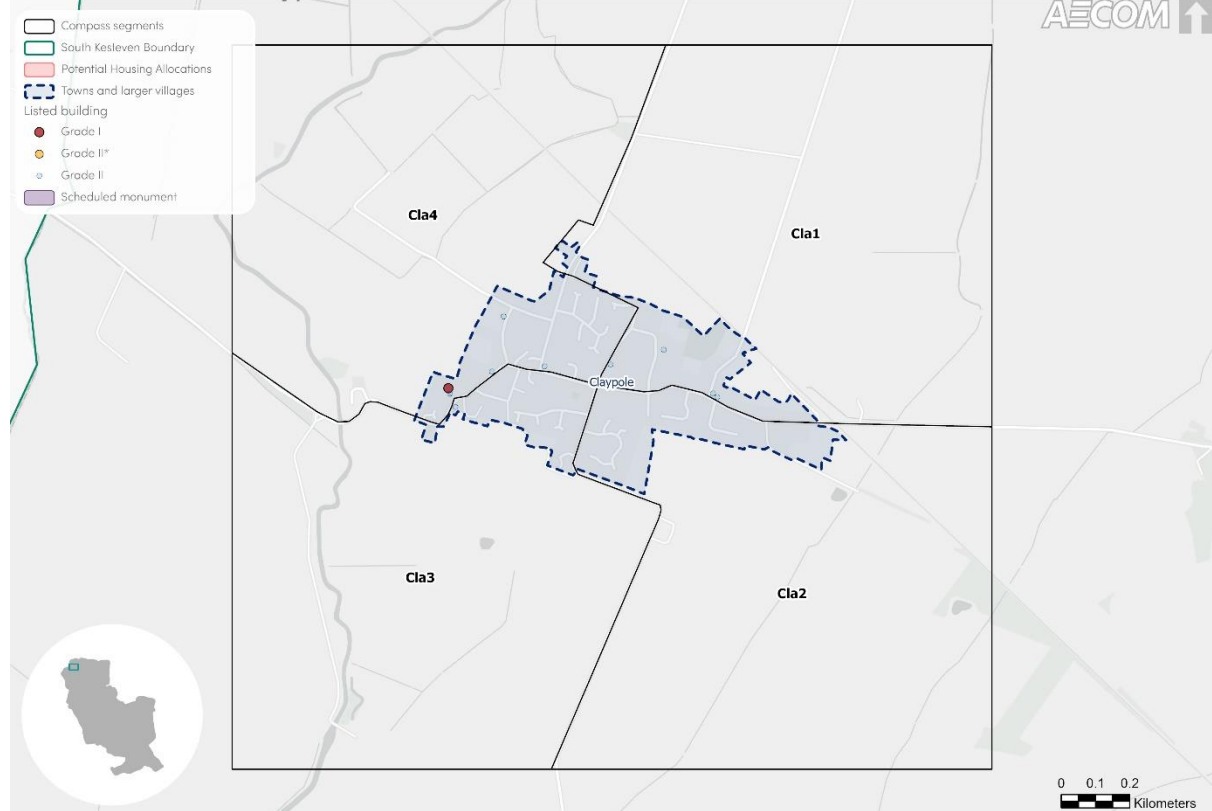 AECOM
Compass segments
South Kesteven Boundary
Potential Housing Allocations
Towns and larger villages
Listed building
Grade I
Grade II*
Grade II
Scheduled monument
Cla4
Cla1
Claypole
Cla3
Cla2
0 0.1 0.2
Kilometers